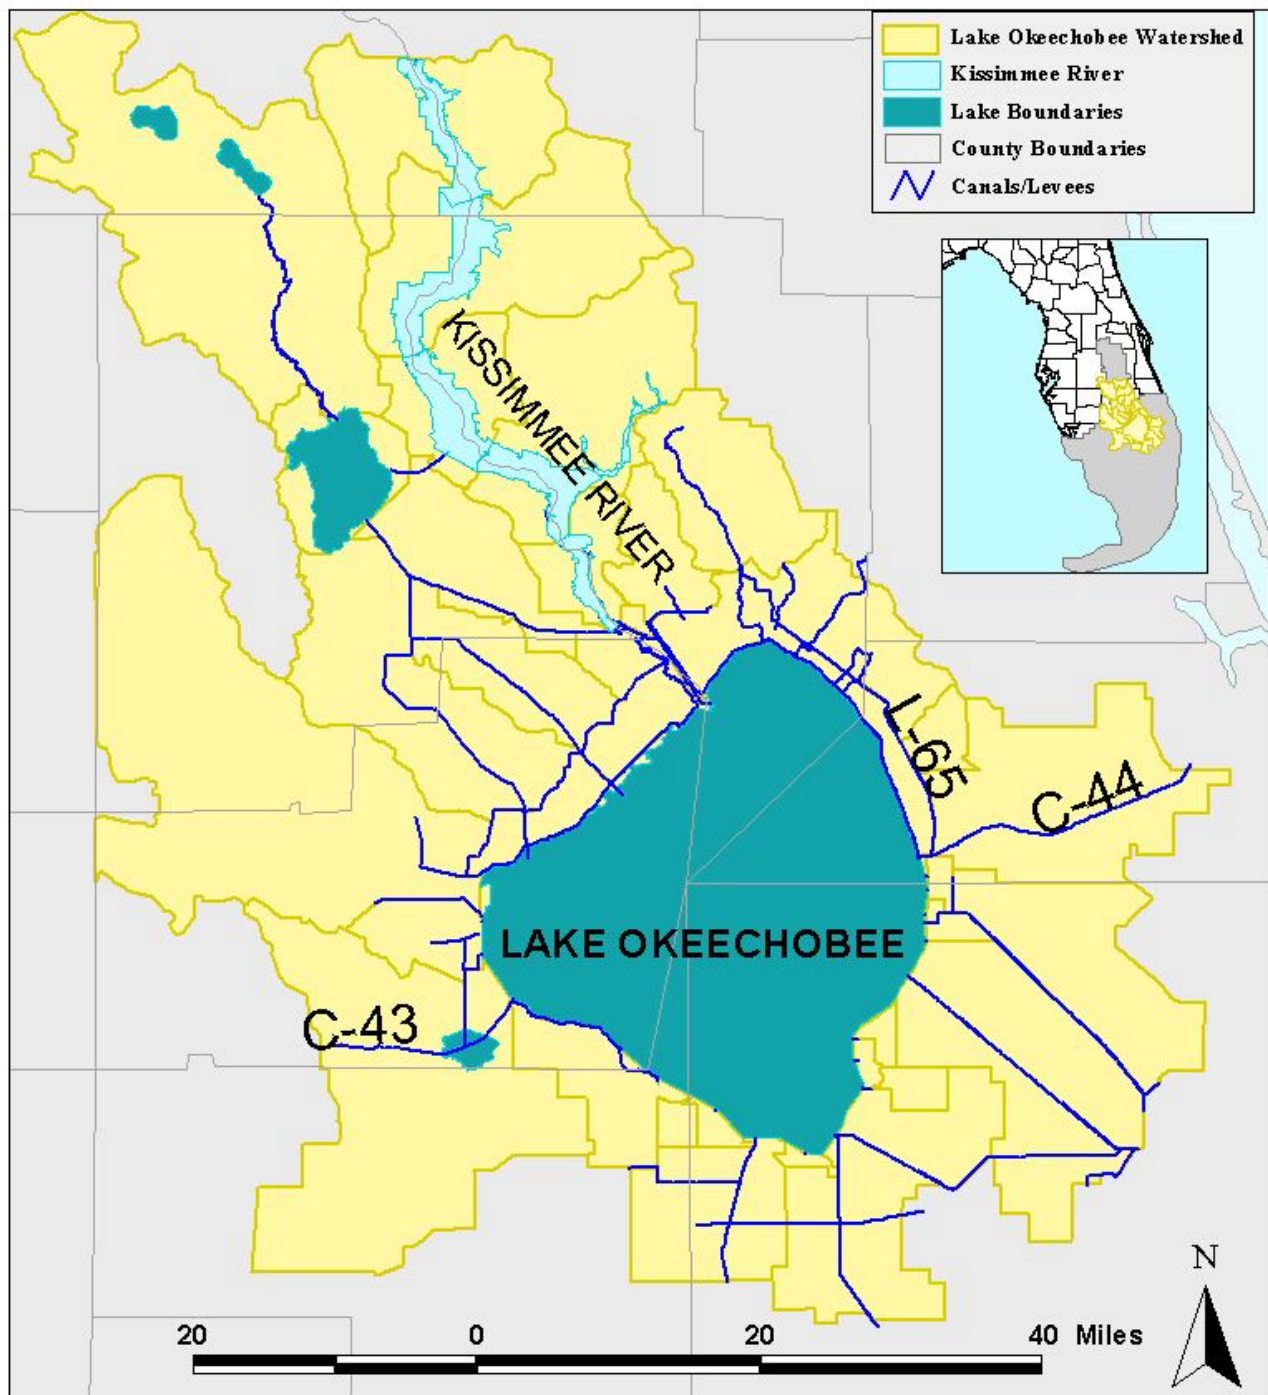 Lake Okeechobee Watershed
Kissimmee River
Lake Boundaries
County Boundaries
Canals/Levees
KISSIMMEE RIVER
L-65
C-44
LAKE OKEECHOBEE
C-43
N
20 0 20 40 Miles